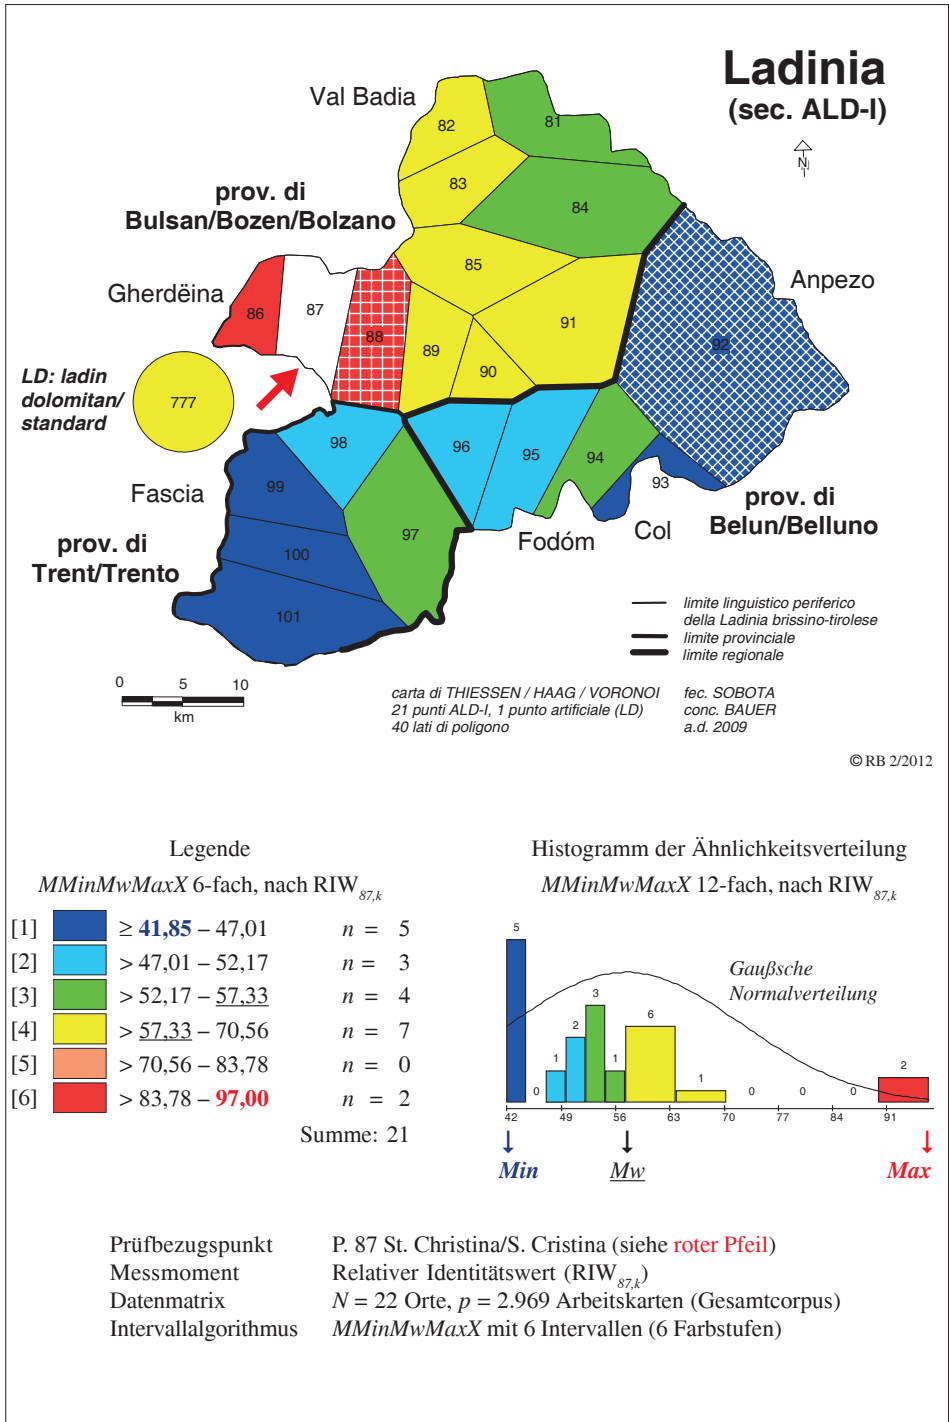 Ladinia
(sec. ALD-I)
N
Val Badia
82
81
83
84
prov. di
Bulsan/Bozen/Bolzano
85
Anpezo
Gherdëina
86
87
88
89
90
91
92
LD: ladin
dolomitan/
standard
777
98
96
95
94
93
99
Fascia
97
100
101
prov. di
Trent/Trento
Fodóm
Col
prov. di
Belun/Belluno
limite linguistico periferico
della Ladinia brissino-tirolese
limite provinciale
limite regionale
0 5 10
km
carta di THIESSEN / HAAG / VORONOI
21 punti ALD-I, 1 punto artificiale (LD)
40 lati di poligono
fec. SOBOTA
conc. BAUER
a.d. 2009
© RB 2/2012
Legende
MMinMwMaxX 6-fach, nach RIW87,k
[1] ≥ 41,85 – 47,01 n = 5
[2] > 47,01 – 52,17 n = 3
[3] > 52,17 – 57,33 n = 4
[4] > 57,33 – 70,56 n = 7
[5] > 70,56 – 83,78 n = 0
[6] > 83,78 – 97,00 n = 2
Summe: 21
Histogramm der Ähnlichkeitsverteilung
MMinMwMaxX 12-fach, nach RIW87,k
Gaußsche
Normalverteilung
5 0 1 2 3 1 6 1 0 0 0 2
42 49 56 63 70 77 84 91
Min Mw Max
Prüfbezugspunkt P. 87 St. Christina/S. Cristina (siehe roter Pfeil)
Messmoment Relativer Identitätswert (RIW87,k)
Datenmatrix N = 22 Orte, p = 2.969 Arbeitskarten (Gesamtcorpus)
Intervallalgorithmus MMinMwMaxX mit 6 Intervallen (6 Farbstufen)